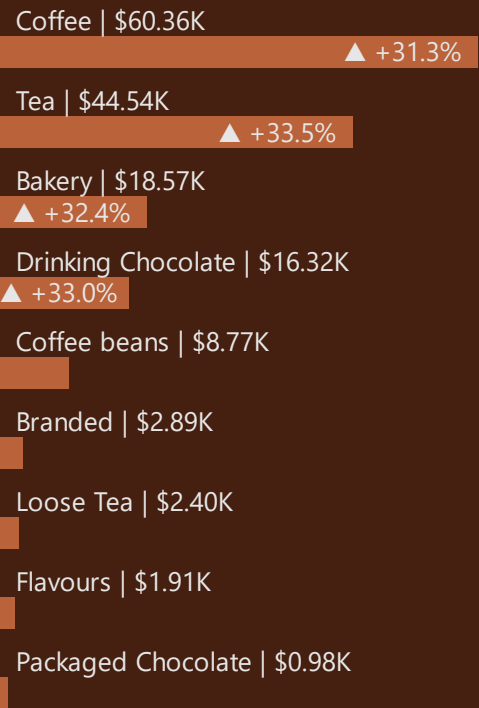 Coffee | $60.36K
▲ +31.3%
Tea | $44.54K
▲ +33.5%
Bakery | $18.57K
▲ +32.4%
Drinking Chocolate | $16.32K
▲ +33.0%
Coffee beans | $8.77K
Branded | $2.89K
Loose Tea | $2.40K
Flavours | $1.91K
Packaged Chocolate | $0.98K